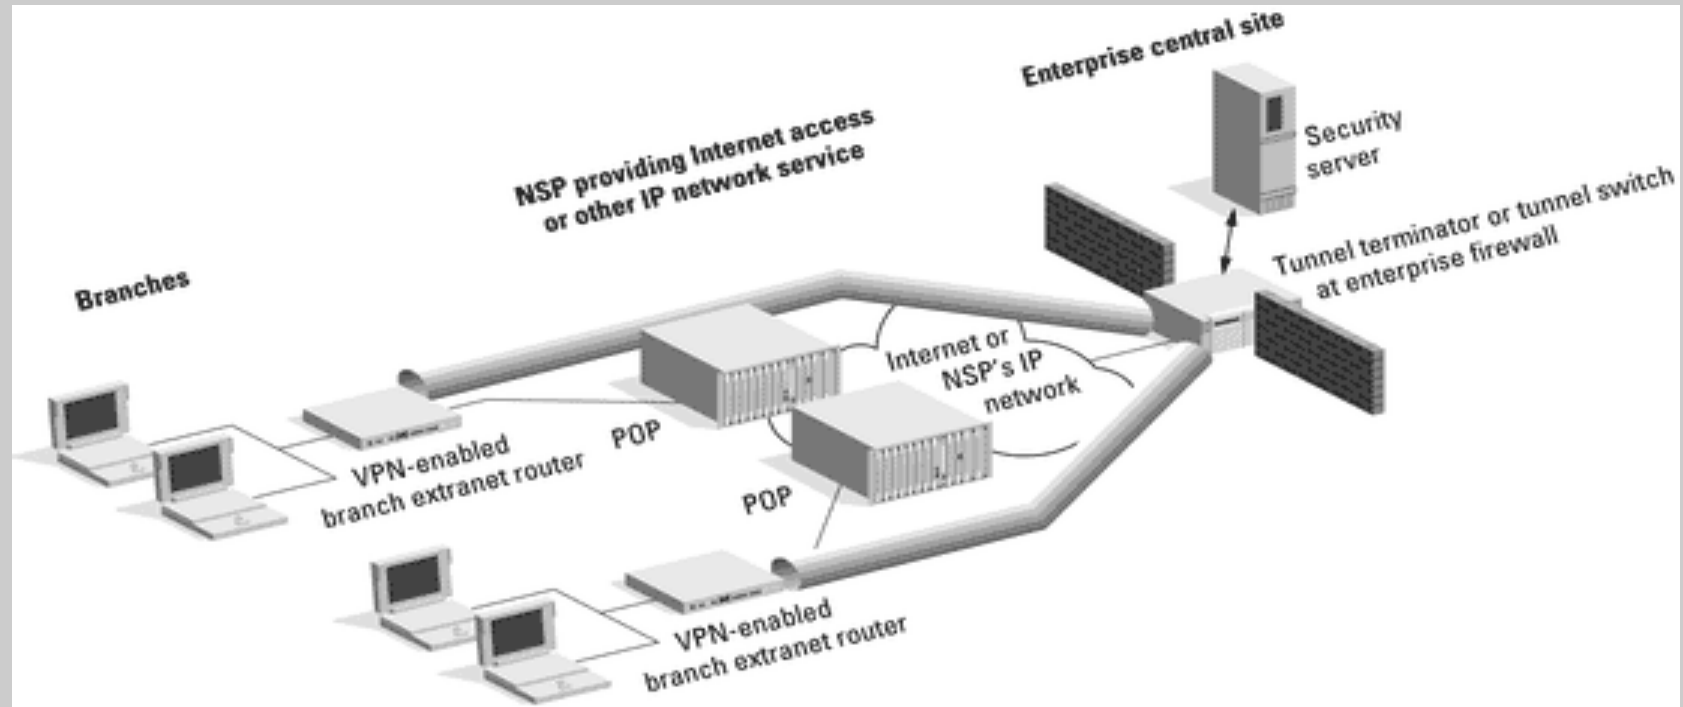 Enterprise central site
Security
server
NSP providing Internet access
or other IP network service
Tunnel terminator or tunnel switch
at enterprise firewall
Branches
Internet or
NSP's IP
network
POP
VPN-enabled
branch extranet router
POP
VPN-enabled
branch extranet router